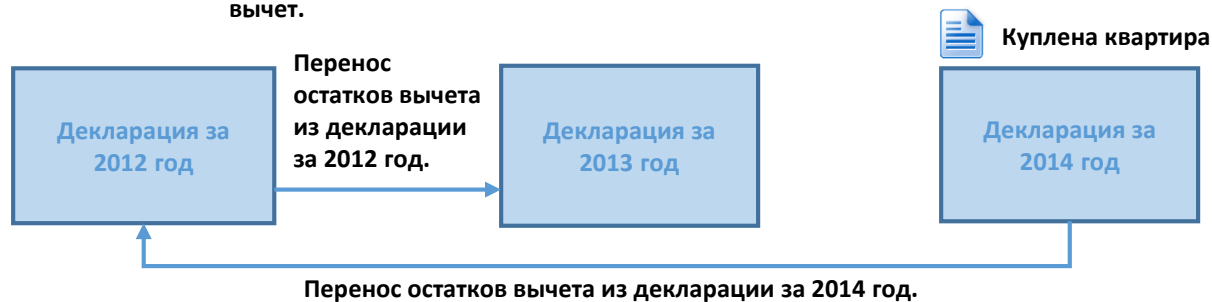 вычет.
Куплена квартира
Перенос
остатков вычета
из декларации
за 2012 год.
Декларация за
2012 год
Декларация за
2013 год
Декларация за
2014 год
Перенос остатков вычета из декларации за 2014 год.